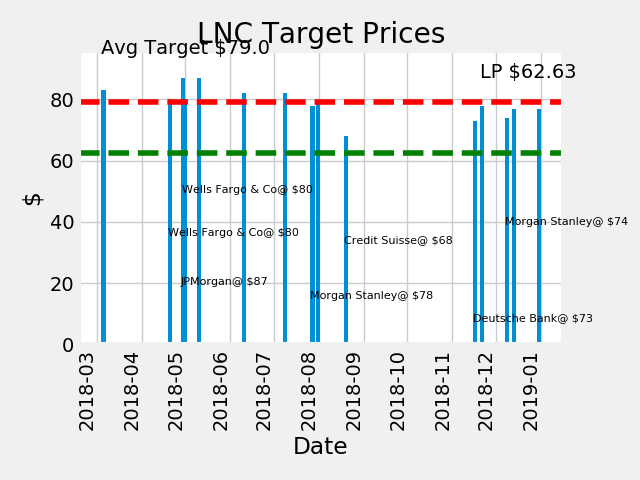 LNC Target Prices
Avg Target $79.0
LP $62.63
80
60
40
20
0
$
Wells Fargo & Co@ $80
Wells Fargo & Co@ $80
JPMorgan@ $87
Credit Suisse@ $68
Morgan Stanley@ $78
Morgan Stanley@ $74
Deutsche Bank@ $73
2018-03
2018-04
2018-05
2018-06
2018-07
2018-08
2018-09
2018-10
2018-11
2018-12
2019-01
Date